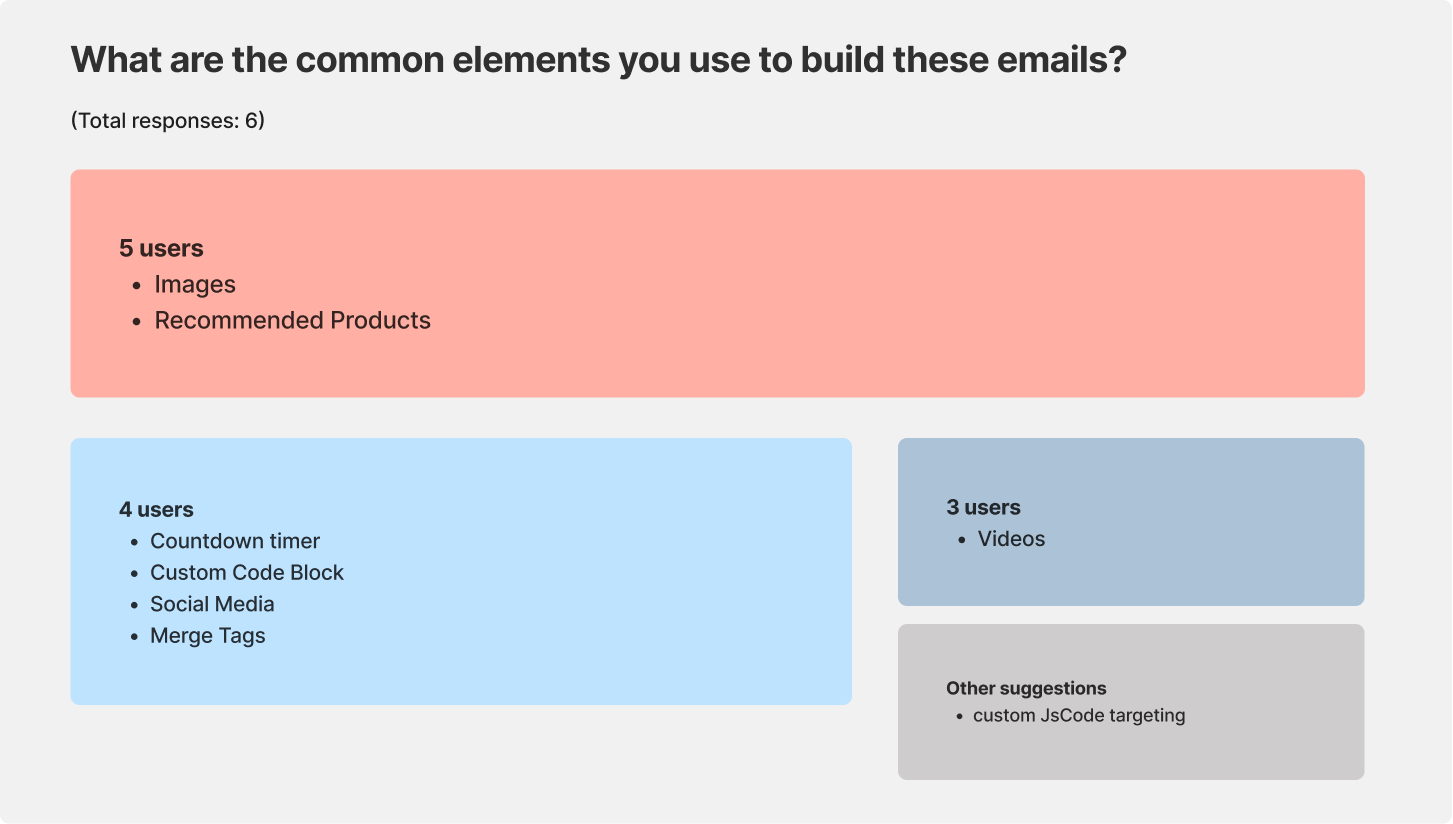 What are the common elements you use to build these emails?
(Total responses: 6)
5 users
• Images
• Recommended Products
4 users
• Countdown timer
• Custom Code Block
• Social Media
• Merge Tags
3 users
• Videos
Other suggestions
• custom JsCode targeting